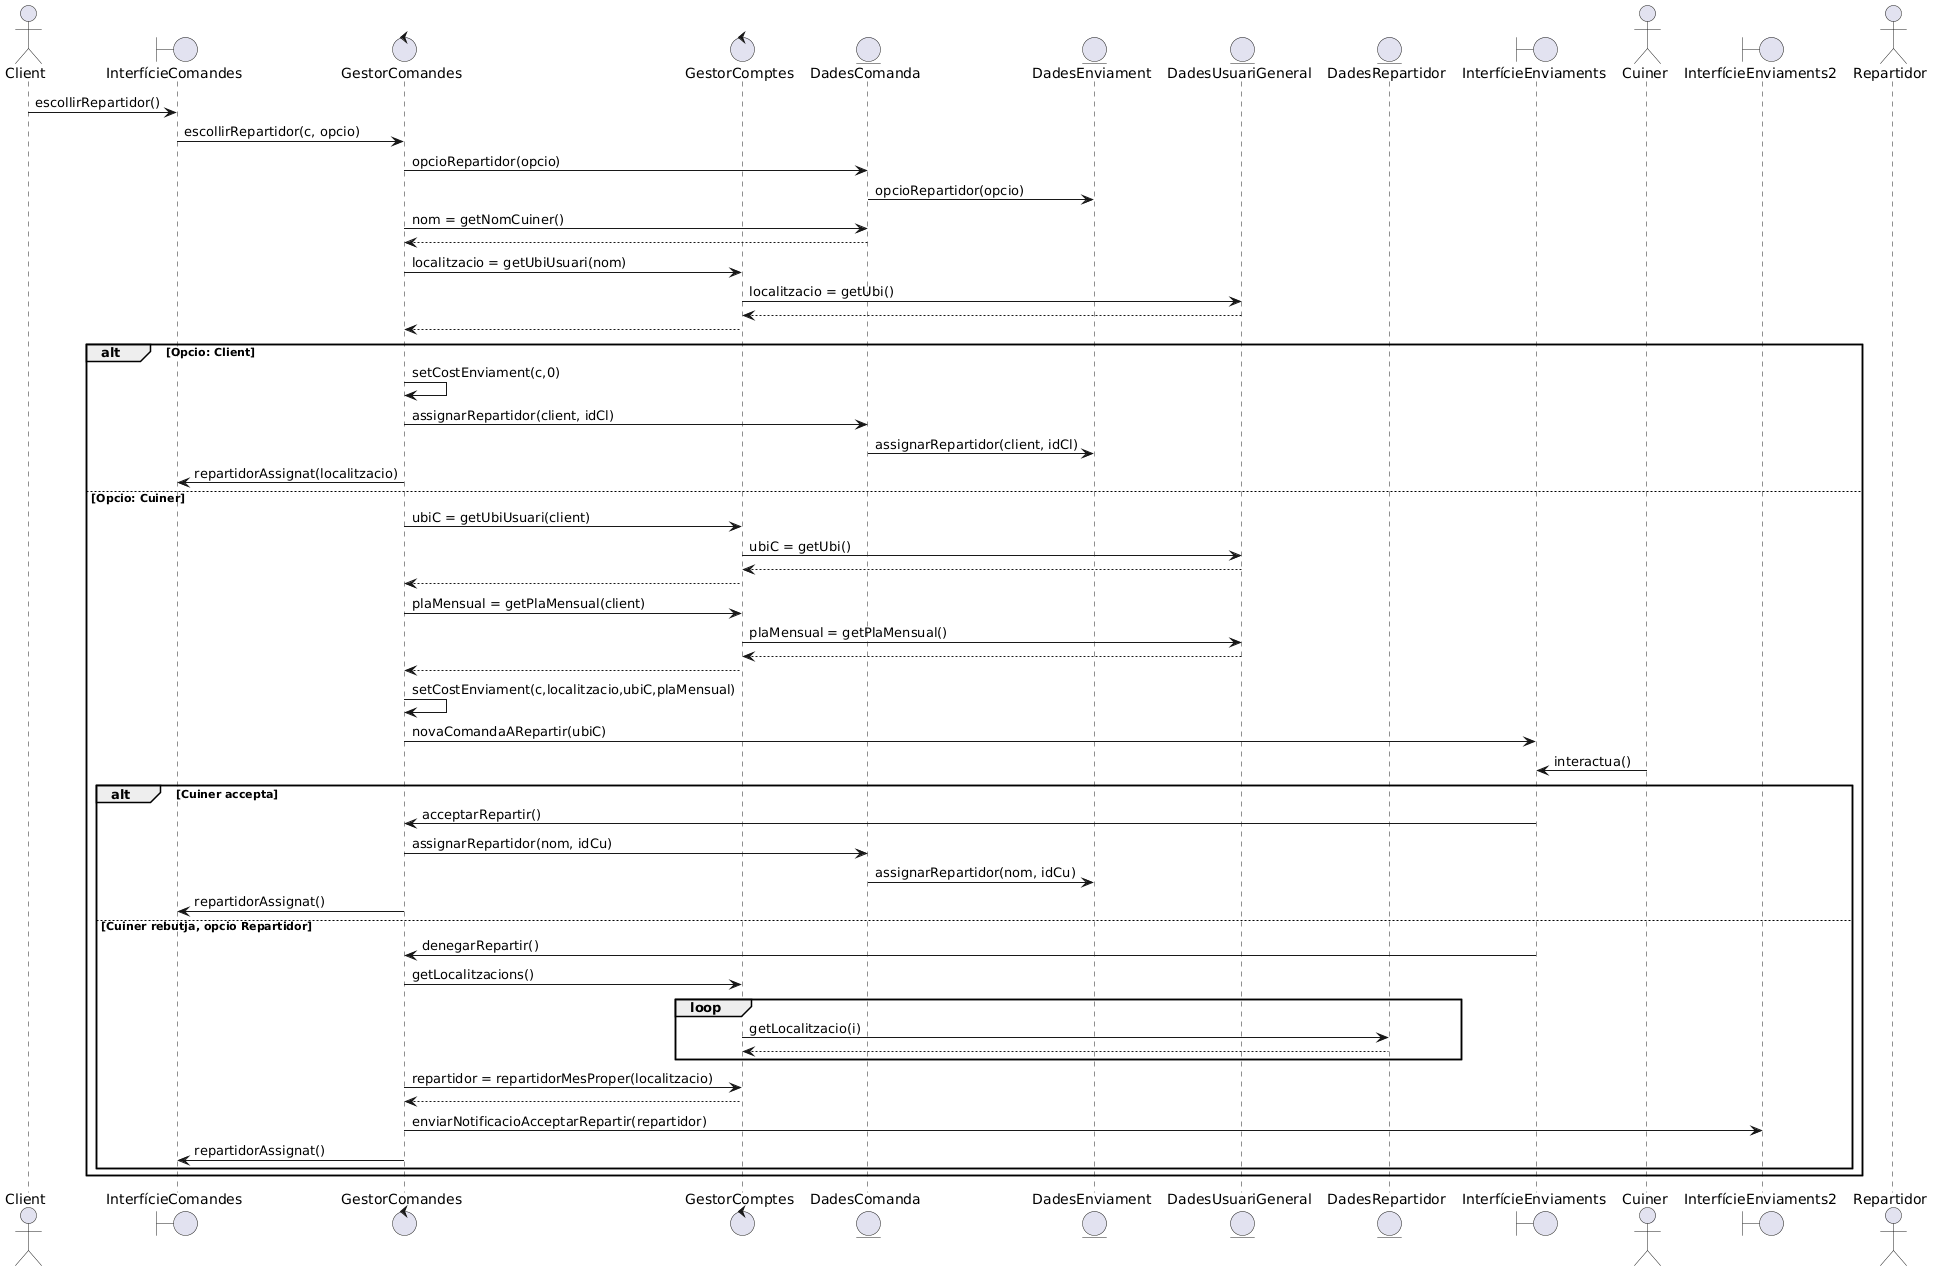 Client InterfícieComandes GestorComandes GestorComptes DadesComanda DadesEnviament DadesUsuariGeneral DadesRepartidor InterfícieEnviaments Cuiner InterfícieEnviaments2 Repartidor
escollirRepartidor()
escollirRepartidor(c, opcio)
opcioRepartidor(opcio)
opcioRepartidor(opcio)
nom = getNomCuiner()
localitzacio = getUbiUsuari(nom)
localitzacio = getUbi()
alt [Opcio: Client]
setCostEnviament(c,0)
assignarRepartidor(client, idCl)
assignarRepartidor(client, idCl)
repartidorAssignat(localitzacio)
[Opcio: Cuiner]
ubiC = getUbiUsuari(client)
ubiC = getUbi()
plaMensual = getPlaMensual(client)
plaMensual = getPlaMensual()
setCostEnviament(c,localitzacio,ubiC,plaMensual)
novaComandaARepartir(ubiC)
interactua()
alt [Cuiner accepta]
acceptarRepartir()
assignarRepartidor(nom, idCu)
assignarRepartidor(nom, idCu)
repartidorAssignat()
[Cuiner rebutja, opcio Repartidor]
denegarRepartir()
getLocalitzacions()
loop
getLocalitzacio(i)
repartidor = repartidorMesProper(localitzacio)
enviarNotificacioAcceptarRepartir(repartidor)
repartidorAssignat()
Client InterfícieComandes GestorComandes GestorComptes DadesComanda DadesEnviament DadesUsuariGeneral DadesRepartidor InterfícieEnviaments Cuiner InterfícieEnviaments2 Repartidor